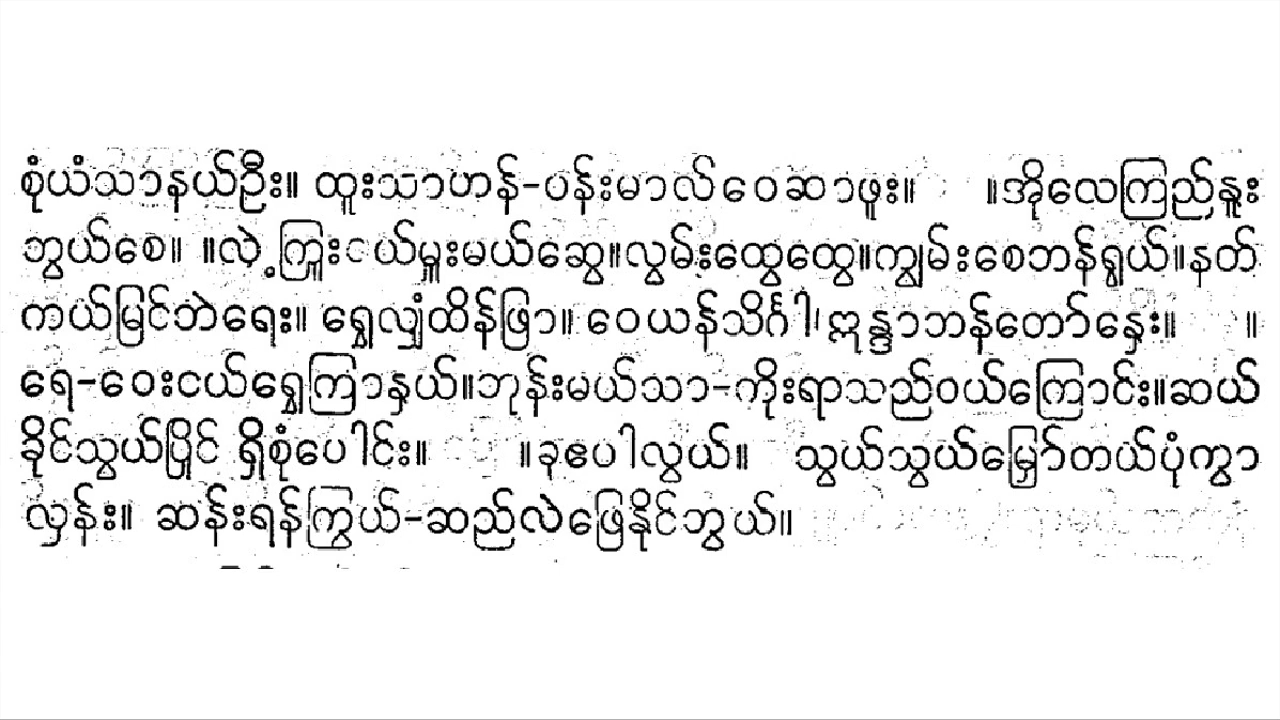 စုံယံသာနယ်ဦး။ ထူးသာဟန်-ပန်းမာလ်ဝေဆာဖူး။ ။အိုလေကြည်နူး
ဘွယ်စေ။ ။လဲ့ကြူးငယ်မှူးမယ်ဆွေ။လွမ်းထွေထွေ။ကျွမ်းစေဘန်ရွယ်။နတ်
ကယ်မြင်ဘဲရေး။ ရွှေလျှံထိန်ဖြာ။ ဝေယန်သိင်္ဂါ၊ဣန္ဒာဘန်တော်နှေး။ ။
ရေ-ဝေးငယ်ရွှေကြာနှယ်။ဘုန်းမယ်သာ-ကိုးရာသည်ဝယ်ကြောင်း။ဆယ်
ခိုင်သွယ်ပြိုင် ရှိစုံပေါင်း။ ။ခုဧပါလွယ်။ သွယ်သွယ်မြှော်တယ်ပုံကွာ
လှန်း။ ဆန်းရန်ကြွယ်-ဆည်လဲဖြေနိုင်ဘွယ်။